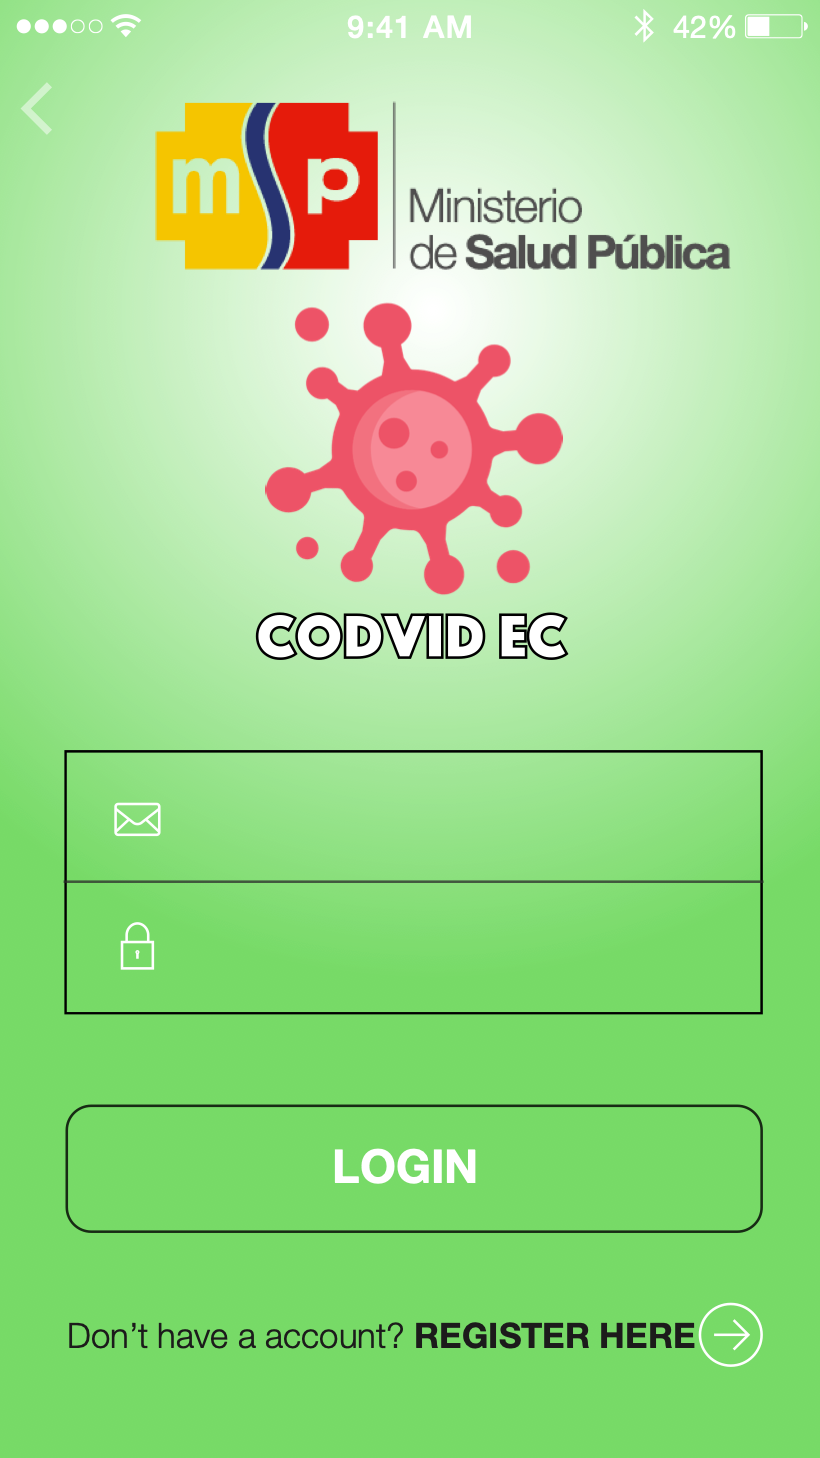 9:41 AM
42%
msp
Ministerio
de Salud Pública
CODVID EC
LOGIN
Don't have a account? REGISTER HERE